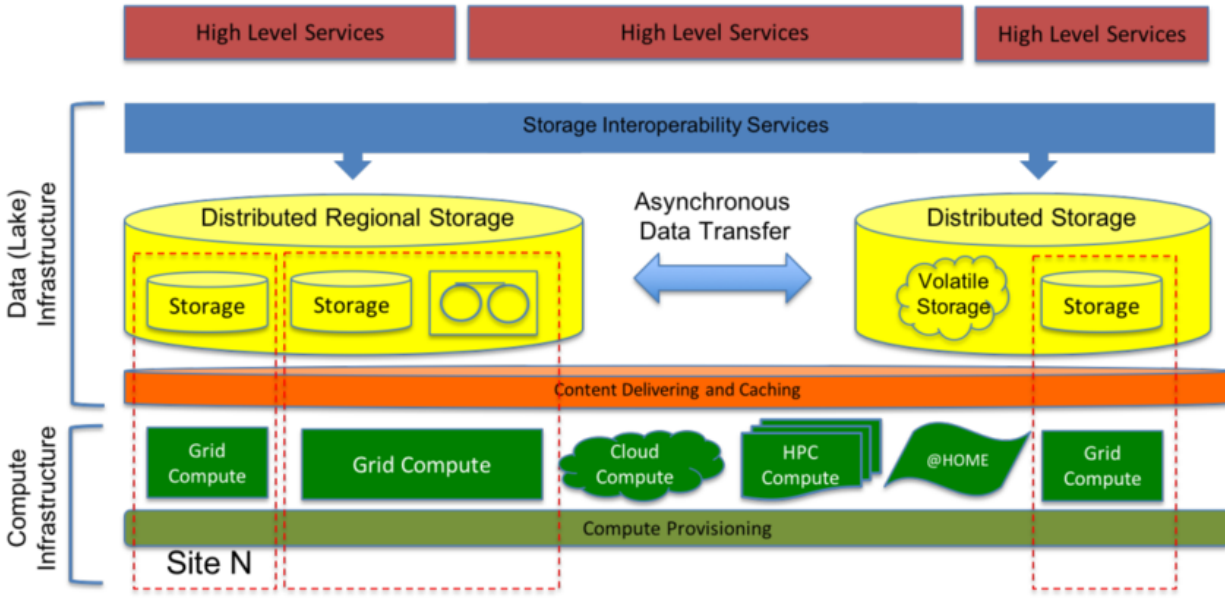 High Level Services
High Level Services
High Level Services
Storage Interoperability Services
Data (Lake)
Infrastructure
Distributed Regional Storage
Asynchronous
Data Transfer
Distributed Storage
Storage
Storage
Volatile
Storage
Storage
Content Delivering and Caching
Compute
Infrastructure
Grid
Compute
Grid Compute
Cloud
Compute
HPC
Compute
@HOME
Grid
Compute
Compute Provisioning
Site N